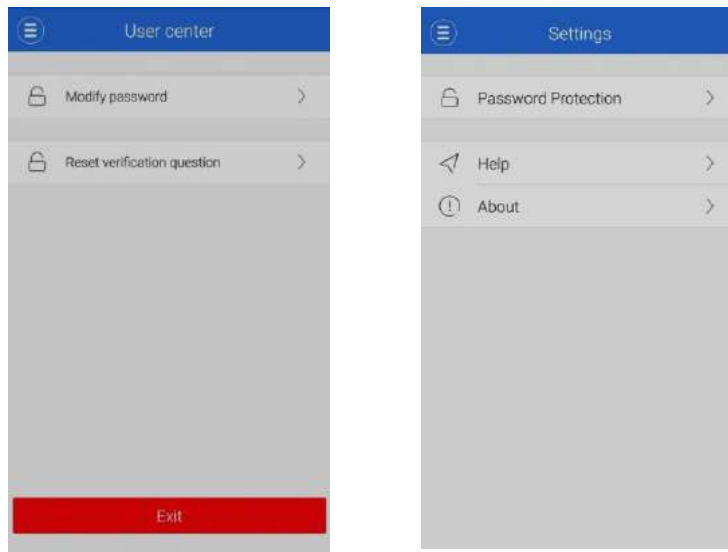 User center
Modify password
Reset verification question
Exit
Settings
Password Protection
Help
About